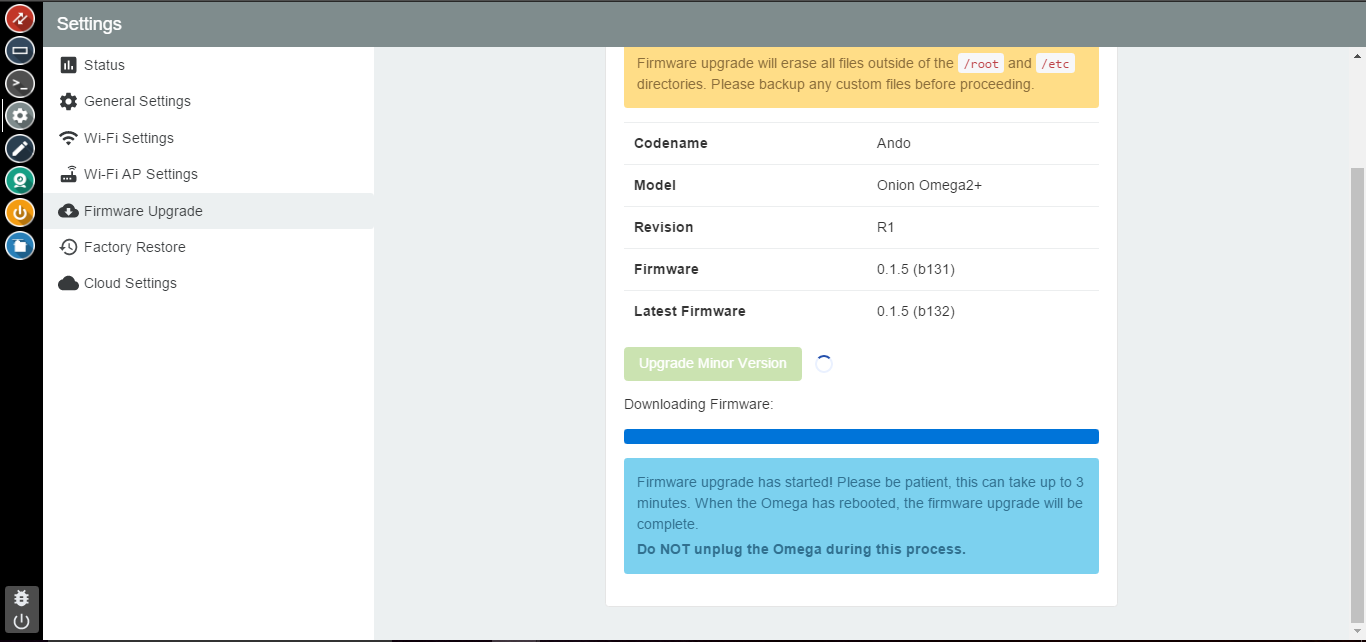 Settings
Status
General Settings
Wi-Fi Settings
Wi-Fi AP Settings
Firmware Upgrade
Factory Restore
Cloud Settings
Firmware upgrade will erase all files outside of the /root and /etc
directories. Please backup any custom files before proceeding.
Codename Ando
Model Onion Omega2+
Revision R1
Firmware 0.1.5 (b131)
Latest Firmware 0.1.5 (b132)
Upgrade Minor Version
Downloading Firmware:
Firmware upgrade has started! Please be patient, this can take up to 3
minutes. When the Omega has rebooted, the firmware upgrade will be
complete.
Do NOT unplug the Omega during this process.